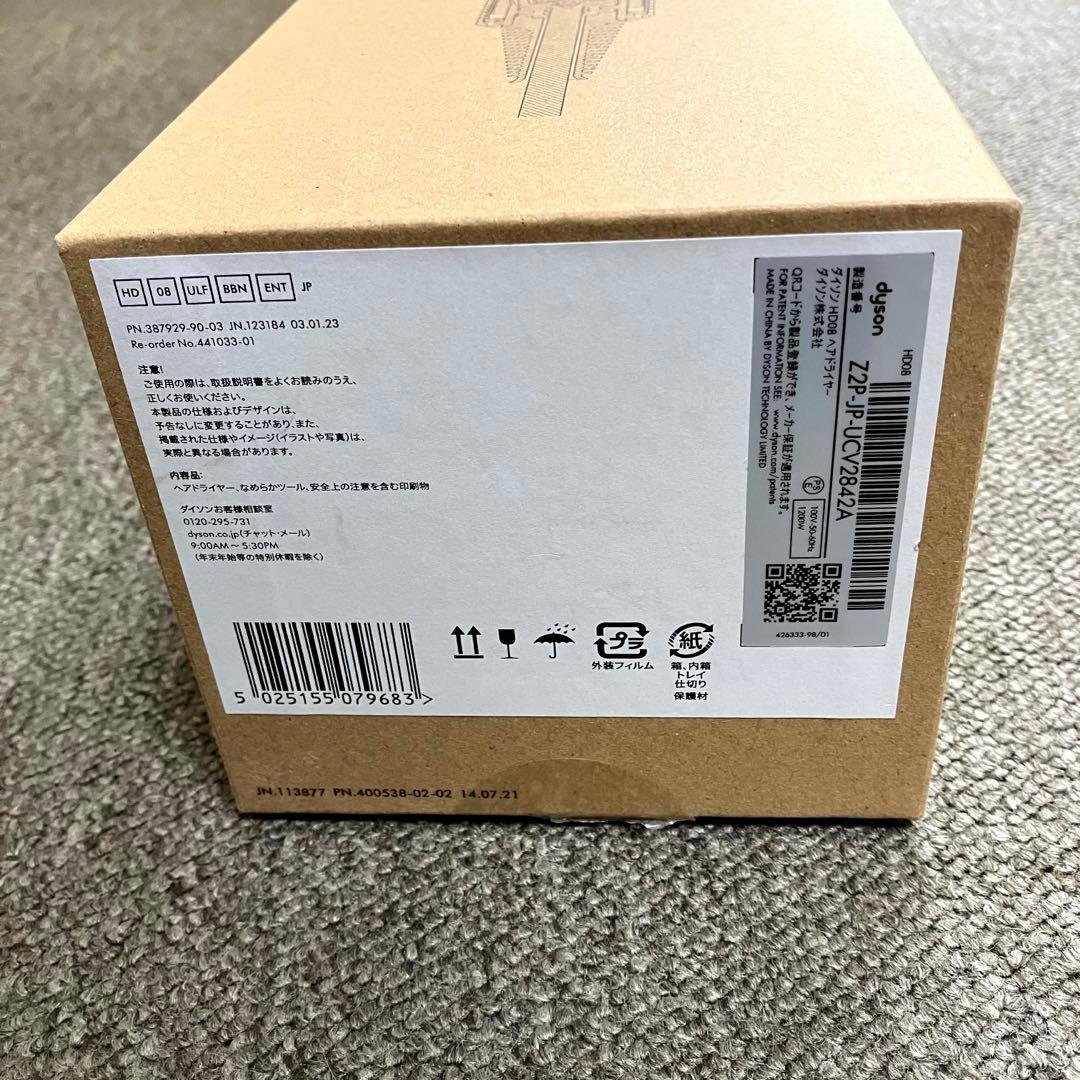 HD 08 ULF BBN ENT JP
PN.387929-90-03 JN.123184 03.01.23
Re-order No.441033-01
注意!
ご使用の際は、取扱説明書をよくお読みのうえ、
正しくお使いください。
本製品の仕様およびデザインは、
予告なしに変更することがあり、また、
掲載された仕様やイメージ(イラストや写真)は、
実際と異なる場合があります。
内容品:
ヘアドライヤー、なめらかツール、安全上の注意を含む印刷物
ダイソンお客様相談室
0120-295-731
dyson.co.jp(チャット・メール)
9:00AM～5:30PM
(年末年始等の特別休暇を除く)
5 025155 079683 >
プラ
外装フィルム
紙
箱、内箱
トレイ
仕切り
保護材
HD08
dyson
製造番号 Z2P-JP-UCV2842A
ダイソン HD08 ヘアドライヤー
ダイソン株式会社
QRコードから製品登録ができ、メーカー保証が適用されます。
FOR PATENT INFORMATION SEE: www.dyson.com/patents
MADE IN CHINA BY DYSON TECHNOLOGY LIMITED
PS
E
100V-50-60Hz
1200W
426333-98/01
JN.113877 PN.400538-02-02 14.07.21